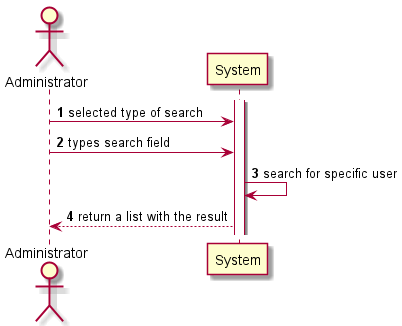 Administrator
System
1 selected type of search
2 types search field
3 search for specific user
4 return a list with the result
Administrator
System